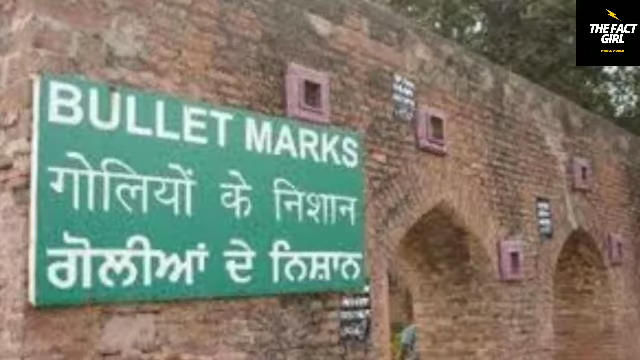 THE FACT
GIRL
BULLET MARKS
गोलियों के निशान
ਗੋਲੀਆਂ ਦੇ ਨਿਸ਼ਾਨ